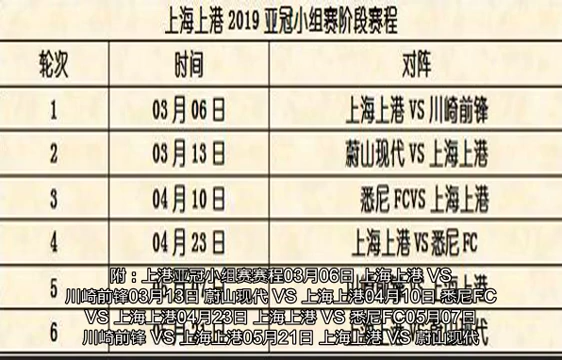 上海上港 2019 亚冠小组赛阶段赛程
轮次 时间 对阵
1 03月06日 上海上港 VS 川崎前锋
2 03月13日 蔚山现代 VS 上海上港
3 04月10日 悉尼 FCVS 上海上港
4 04月23日 上海上港 VS 悉尼 FC
5
附：上港亚冠小组赛赛程03月06日 上海上港 VS
川崎前锋03月13日 蔚山现代 VS 上海上港04月10日 悉尼FC
VS 上海上港04月23日 上海上港 VS 悉尼FC05月07日
川崎前锋 VS 上海上港05月21日 上海上港 VS 蔚山现代
6